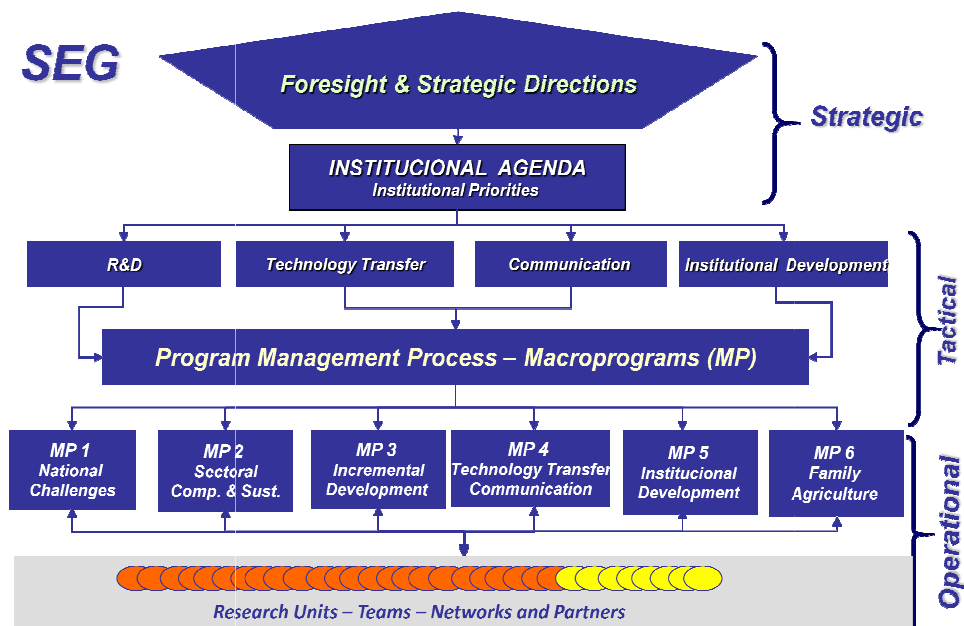 SEG
Foresight & Strategic Directions
Strategic
INSTITUCIONAL AGENDA
Institutional Priorities
R&D
Technology Transfer
Communication
Institutional Development
Tactical
Program Management Process – Macroprograms (MP)
MP 1
National
Challenges
MP 2
Sectoral
Comp. & Sust.
MP 3
Incremental
Development
MP 4
Technology Transfer
Communication
MP 5
Institucional
Development
MP 6
Family
Agriculture
Operational
Research Units – Teams – Networks and Partners